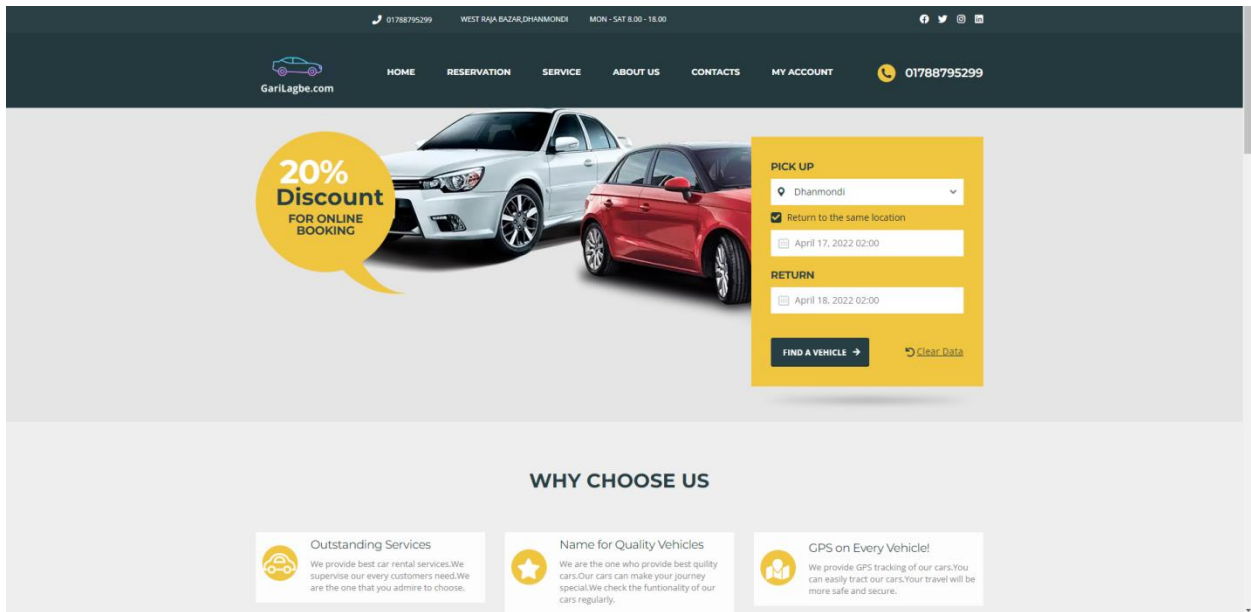 01788795299 WEST RAJA BAZAR,DHANMONDI MON - SAT 8.00 - 18.00
GariLagbe.com
HOME RESERVATION SERVICE ABOUT US CONTACTS MY ACCOUNT 01788795299
20%
Discount
FOR ONLINE
BOOKING
PICK UP
Dhanmondi
Return to the same location
April 17, 2022 02:00
RETURN
April 18, 2022 02:00
FIND A VEHICLE
Clear Data
WHY CHOOSE US
Outstanding Services
We provide best car rental services.We
supervise our every customers need.We
are the one that you admire to choose.
Name for Quality Vehicles
We are the one who provide best quility
cars.Our cars can make your journey
special.We check the funtionality of our
cars regularly.
GPS on Every Vehicle!
We provide GPS tracking of our cars.You
can easily tract our cars.Your travel will be
more safe and secure.